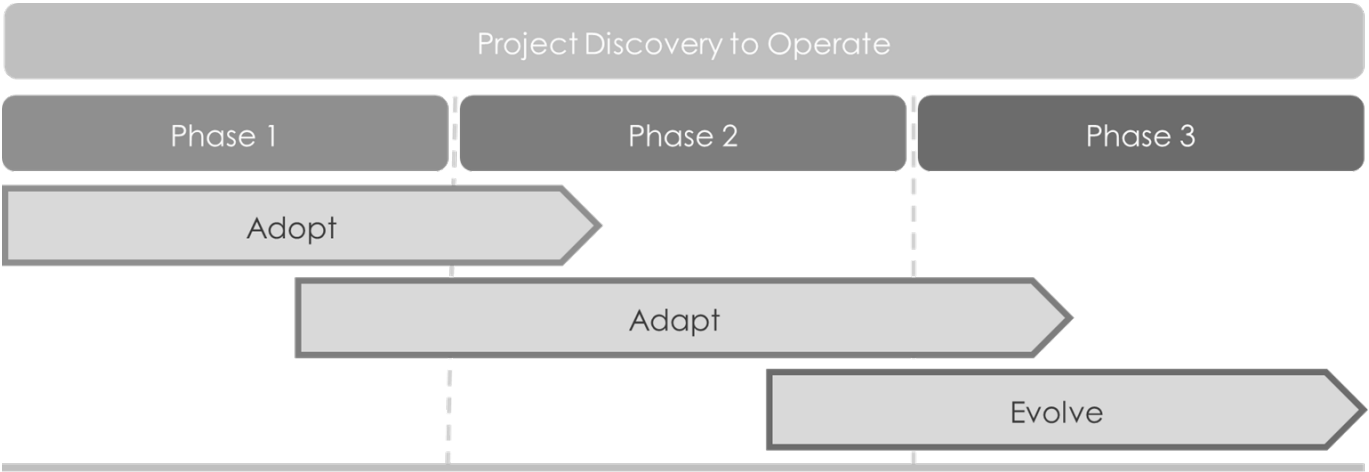 Project Discovery to Operate
Phase 1
Phase 2
Phase 3
Adopt
Adapt
Evolve